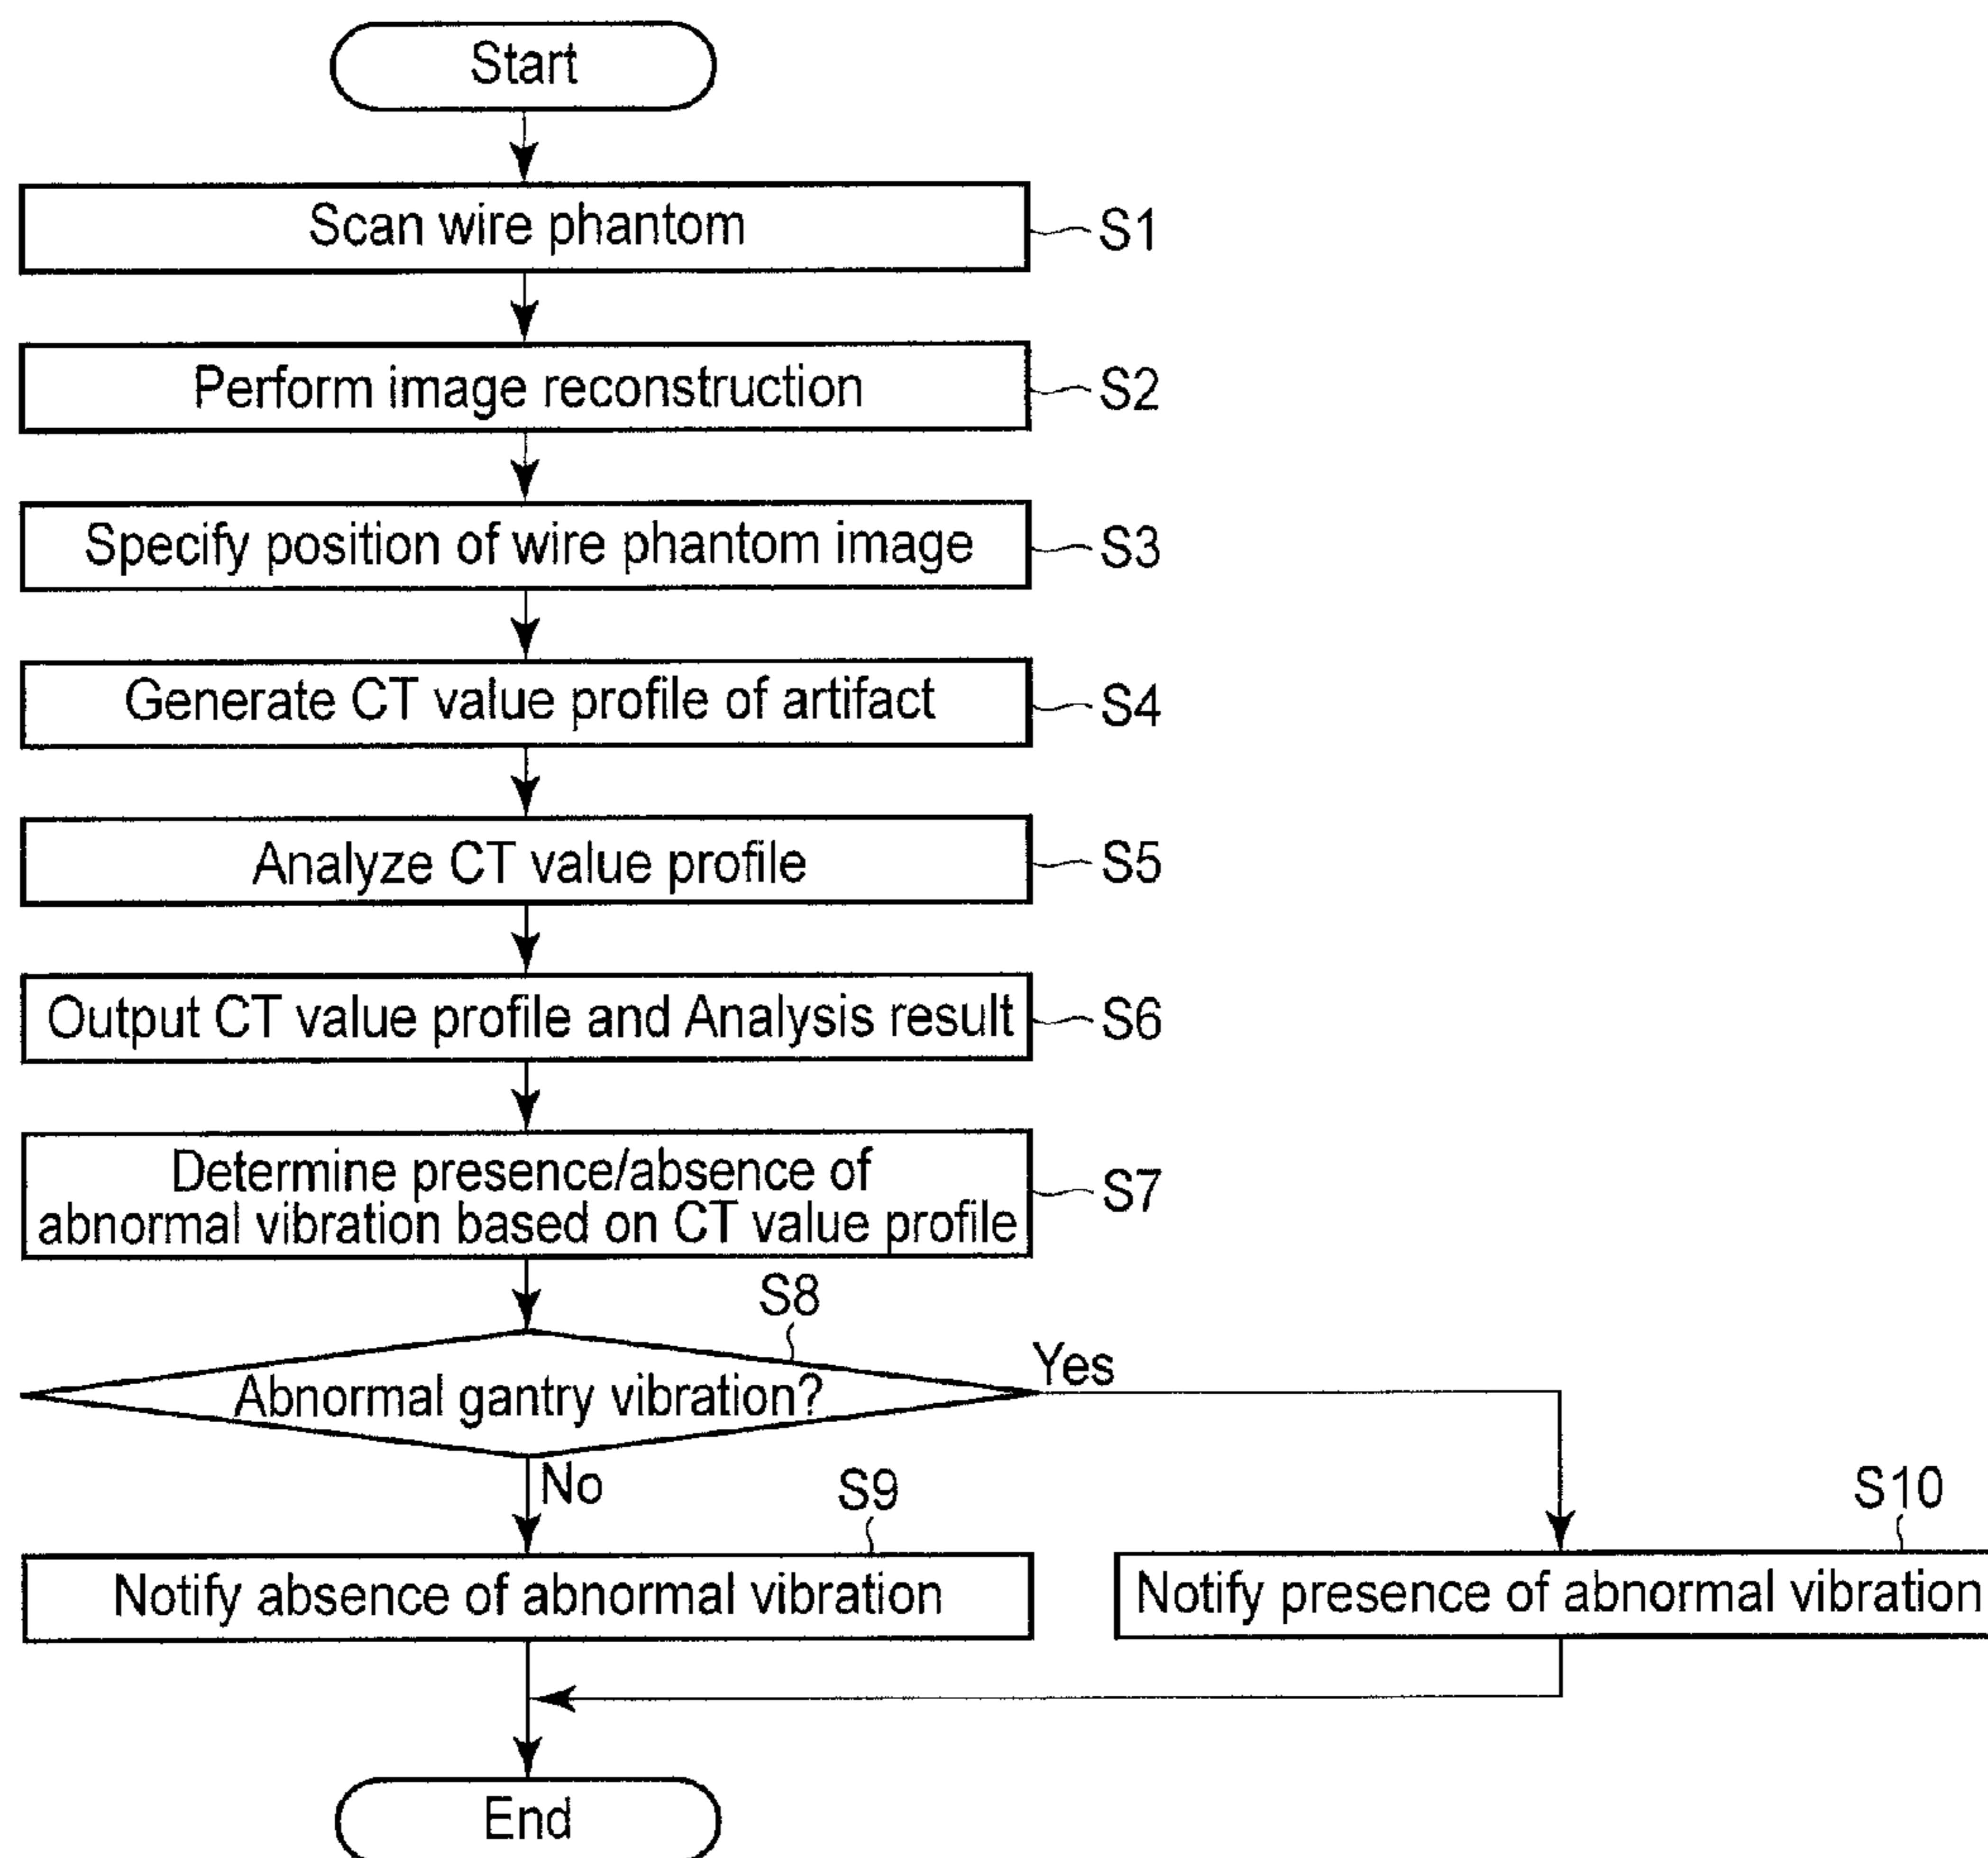 Start
Scan wire phantom
S1
Perform image reconstruction
S2
Specify position of wire phantom image
S3
Generate CT value profile of artifact
S4
Analyze CT value profile
S5
Output CT value profile and Analysis result
S6
Determine presence/absence of
abnormal vibration based on CT value profile
S7
S8
Abnormal gantry vibration?
Yes
No
S9
S10
Notify absence of abnormal vibration
Notify presence of abnormal vibration
End